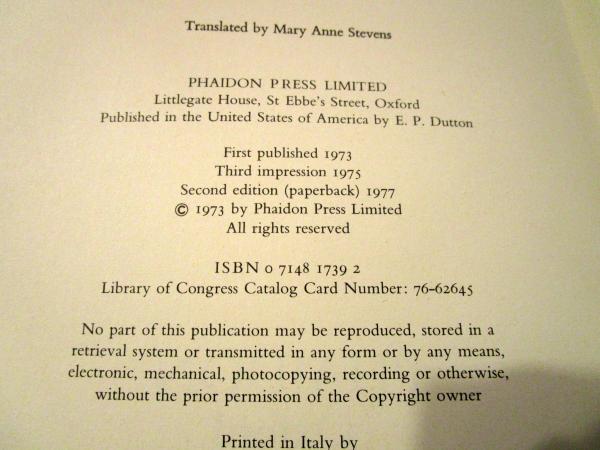 Translated by Mary Anne Stevens
PHAIDON PRESS LIMITED
Littlegate House, St Ebbe's Street, Oxford
Published in the United States of America by E. P. Dutton
First published 1973
Third impression 1975
Second edition (paperback) 1977
© 1973 by Phaidon Press Limited
All rights reserved
ISBN 0 7148 1739 2
Library of Congress Catalog Card Number: 76-62645
No part of this publication may be reproduced, stored in a
retrieval system or transmitted in any form or by any means,
electronic, mechanical, photocopying, recording or otherwise,
without the prior permission of the Copyright owner
Printed in Italy by